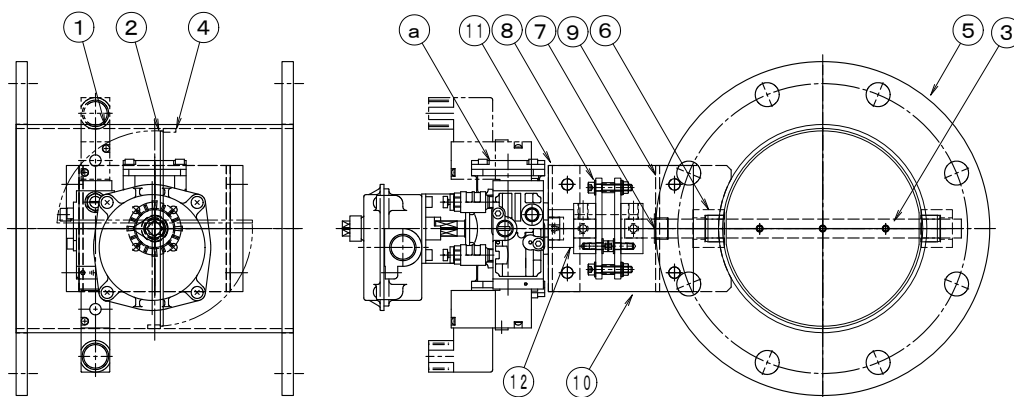 ① ② ④ ⓐ ⑪ ⑧ ⑦ ⑨ ⑥ ⑤ ③
⑫ ⑩